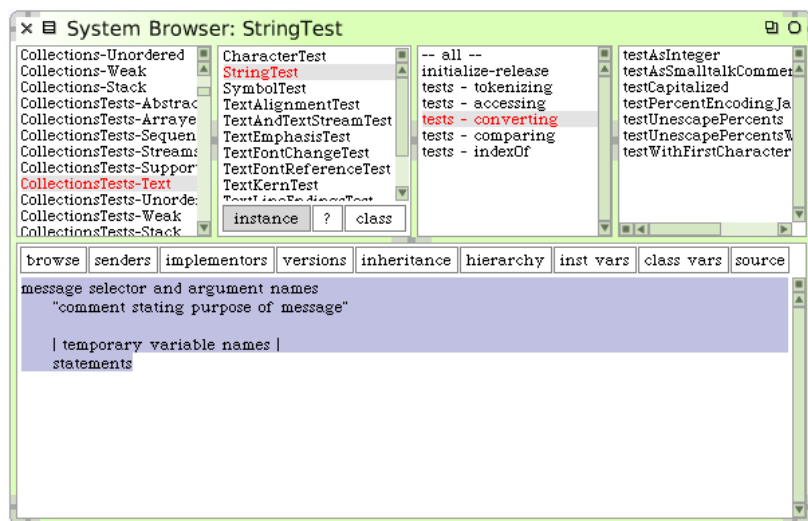 System Browser: StringTest
Collections-Unordered
Collections-Weak
Collections-Stack
CollectionsTests-Abstrac
CollectionsTests-Arraye
CollectionsTests-Sequen
CollectionsTests-Streams
CollectionsTests-Suppor
CollectionsTests-Text
CollectionsTests-Unorde
CollectionsTests-Weak
CollectionsTests-Stack
CharacterTest
StringTest
SymbolTest
TextAlignmentTest
TextAndTextStreamTest
TextEmphasisTest
TextFontChangeTest
TextFontReferenceTest
TextKernTest
TextLineEndingsTest
instance ? class
-- all --
initialize-release
tests - tokenizing
tests - accessing
tests - converting
tests - comparing
tests - indexOf
testAsInteger
testAsSmalltalkCommen
testCapitalized
testPercentEncodingJa
testUnescapePercents
testUnescapePercentsW
testWithFirstCharacter
browse senders implementors versions inheritance hierarchy inst vars class vars source
message selector and argument names
"comment stating purpose of message"
| temporary variable names |
statements